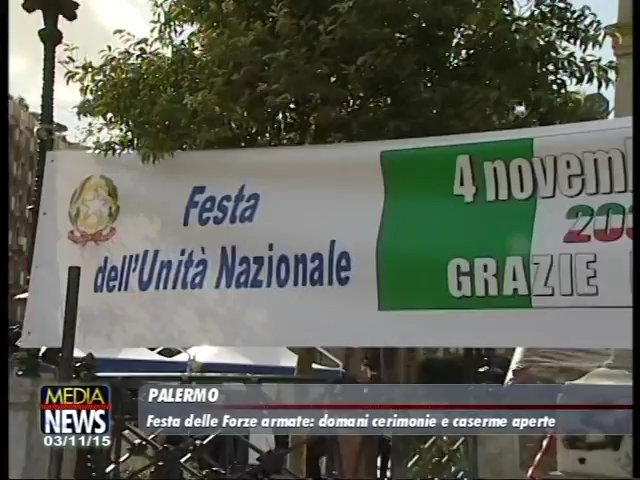 Festa
dell'Unità Nazionale
4 novem
GRAZIE
MEDIA
NEWS
03/11/15
PALERMO
Festa delle Forze armate: domani cerimonie e caserme aperte